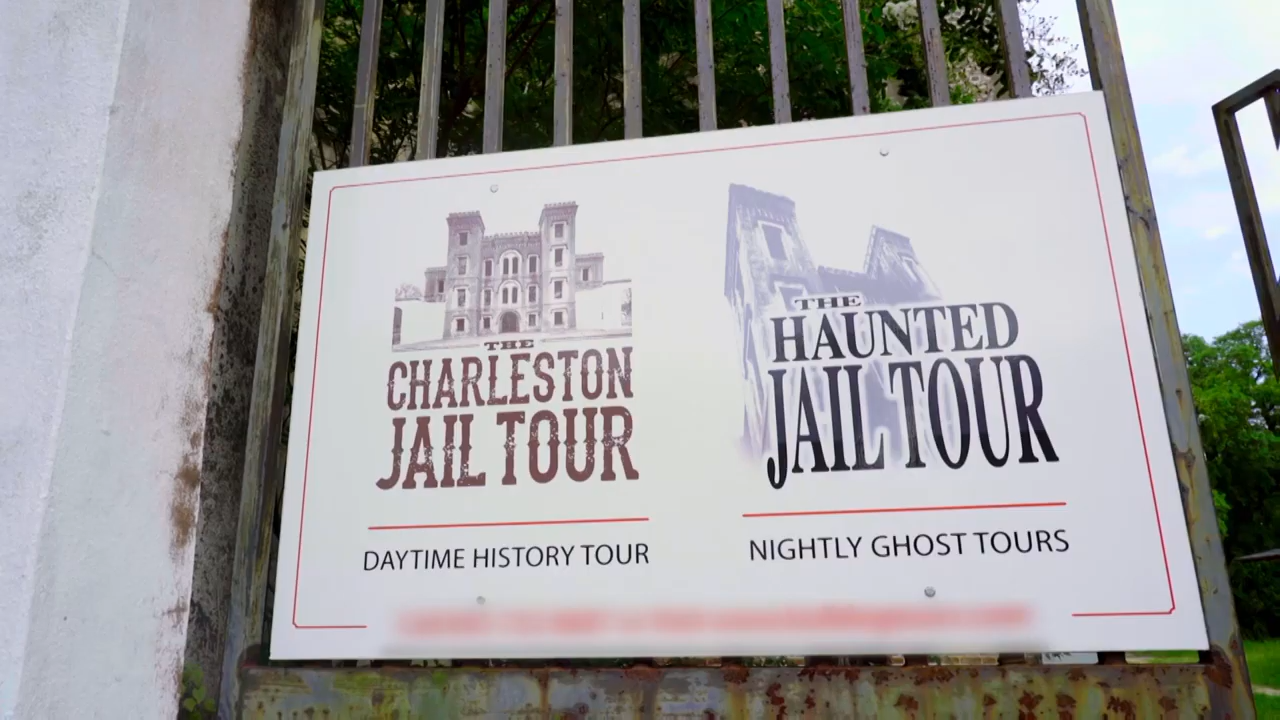 THE
CHARLESTON
JAIL TOUR
DAYTIME HISTORY TOUR
THE
HAUNTED
JAIL TOUR
NIGHTLY GHOST TOURS